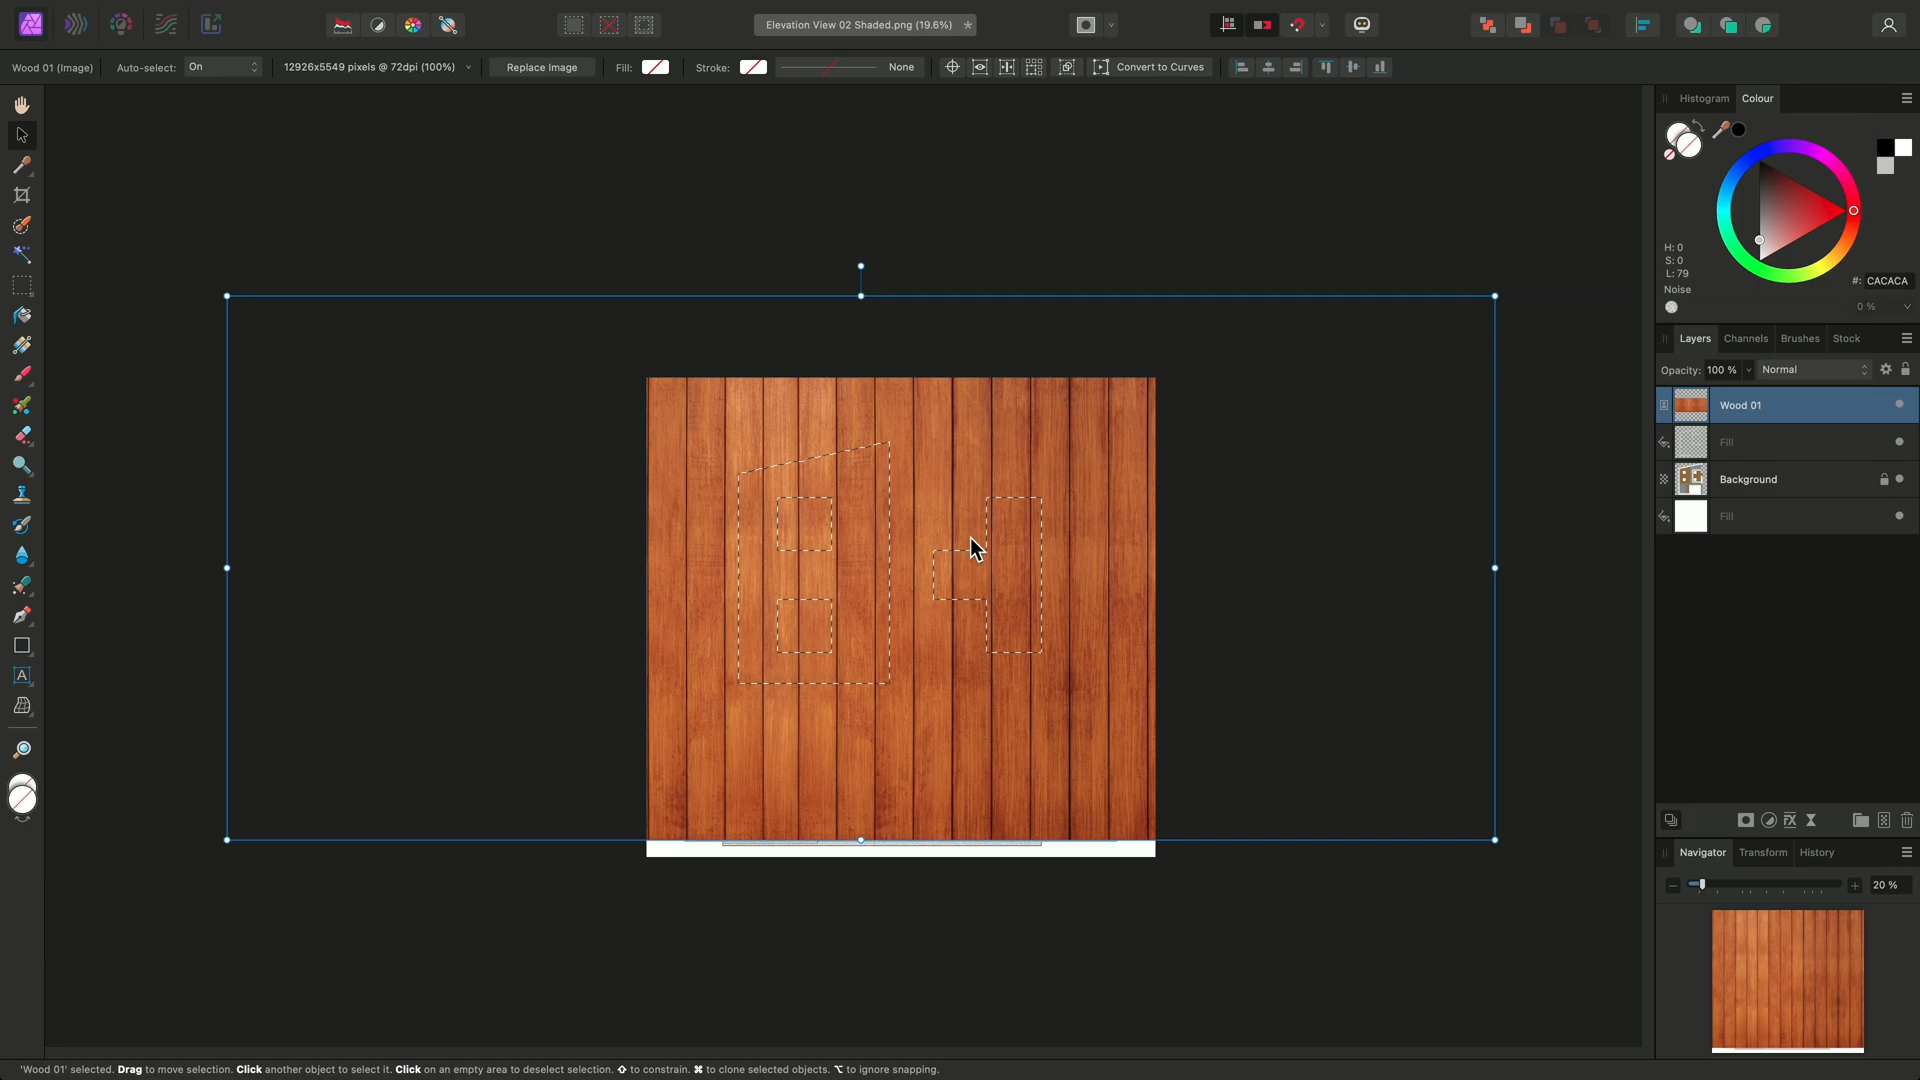 Elevation View 02 Shaded.png (19.6%)
Wood 01 (Image)
Auto-select: On
12926x5549 pixels @ 72dpi (100%)
Replace Image
Fill:
Stroke:
None
Convert to Curves
Histogram Colour
H: 0
S: 0
L: 79
#: CACACA
Noise
0 %
Layers Channels Brushes Stock
Opacity: 100 % Normal
Wood 01
Fill
Background
Fill
A
Navigator Transform History
20 %
'Wood 01' selected. Drag to move selection. Click another object to select it. Click on an empty area to deselect selection. ⇧ to constrain. ⌘ to clone selected objects. ⌥ to ignore snapping.